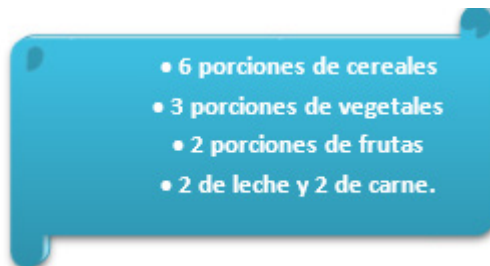 • 6 porciones de cereales
• 3 porciones de vegetales
• 2 porciones de frutas
• 2 de leche y 2 de carne.